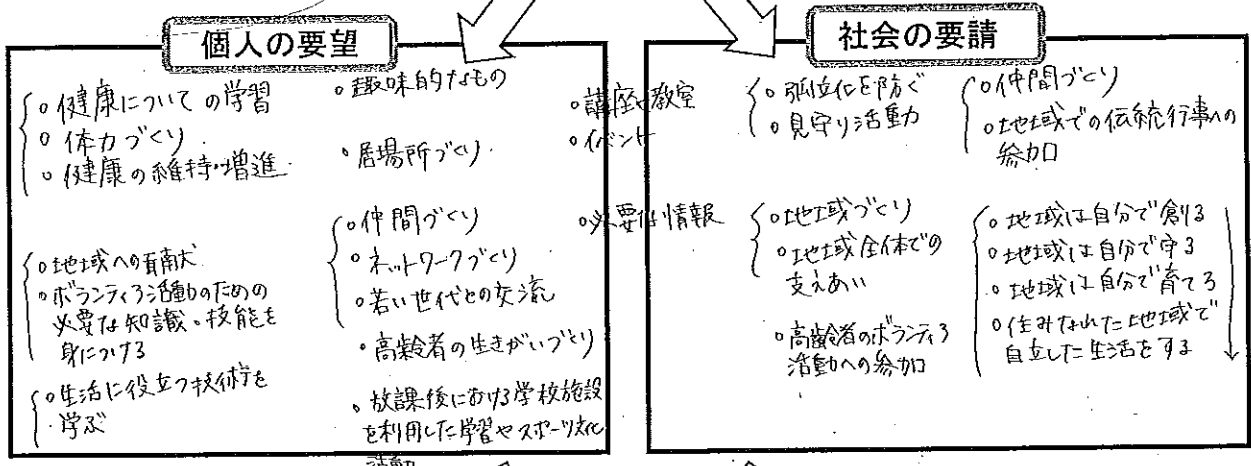 個人の要望
。健康についての学習
。体力づくり
。健康の維持・増進
。地域への貢献
。ボランティア活動のための
必要な知識・技能を
身につける
。生活に役立つ技術を
学ぶ
・趣味的なもの
・居場所づくり
。仲間づくり
。ネットワークづくり
。若い世代との交流
・高齢者の生きがいづくり
。放課後における学校施設
を利用した学習やスポーツ文化
活動
。講座・教室
。イベント
。必要な情報
社会の要請
。孤立化を防ぐ
。見守り活動
。地域づくり
。地域全体での
支えあい
。高齢者のボランティア
活動への参加
。仲間づくり
。地域での伝統行事への
参加
。地域は自分で創る
。地域は自分で守る
。地域は自分で育てる
。住みなれた地域で
自立した生活をする